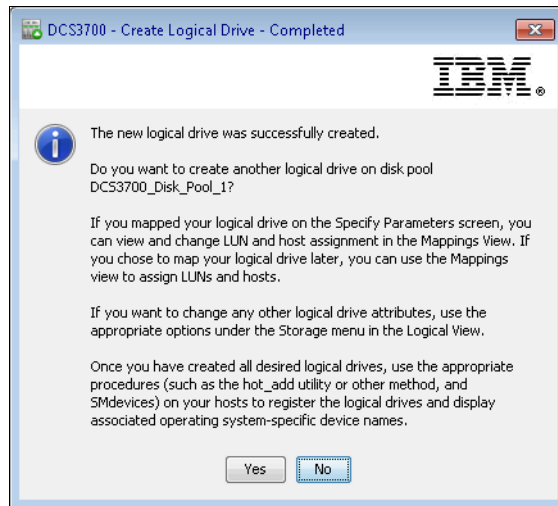 DCS3700 - Create Logical Drive - Completed
IBM®
The new logical drive was successfully created.
Do you want to create another logical drive on disk pool
DCS3700_Disk_Pool_1?
If you mapped your logical drive on the Specify Parameters screen, you
can view and change LUN and host assignment in the Mappings View. If
you chose to map your logical drive later, you can use the Mappings
view to assign LUNs and hosts.
If you want to change any other logical drive attributes, use the
appropriate options under the Storage menu in the Logical View.
Once you have created all desired logical drives, use the appropriate
procedures (such as the hot_add utility or other method, and
SMdevices) on your hosts to register the logical drives and display
associated operating system-specific device names.
Yes No